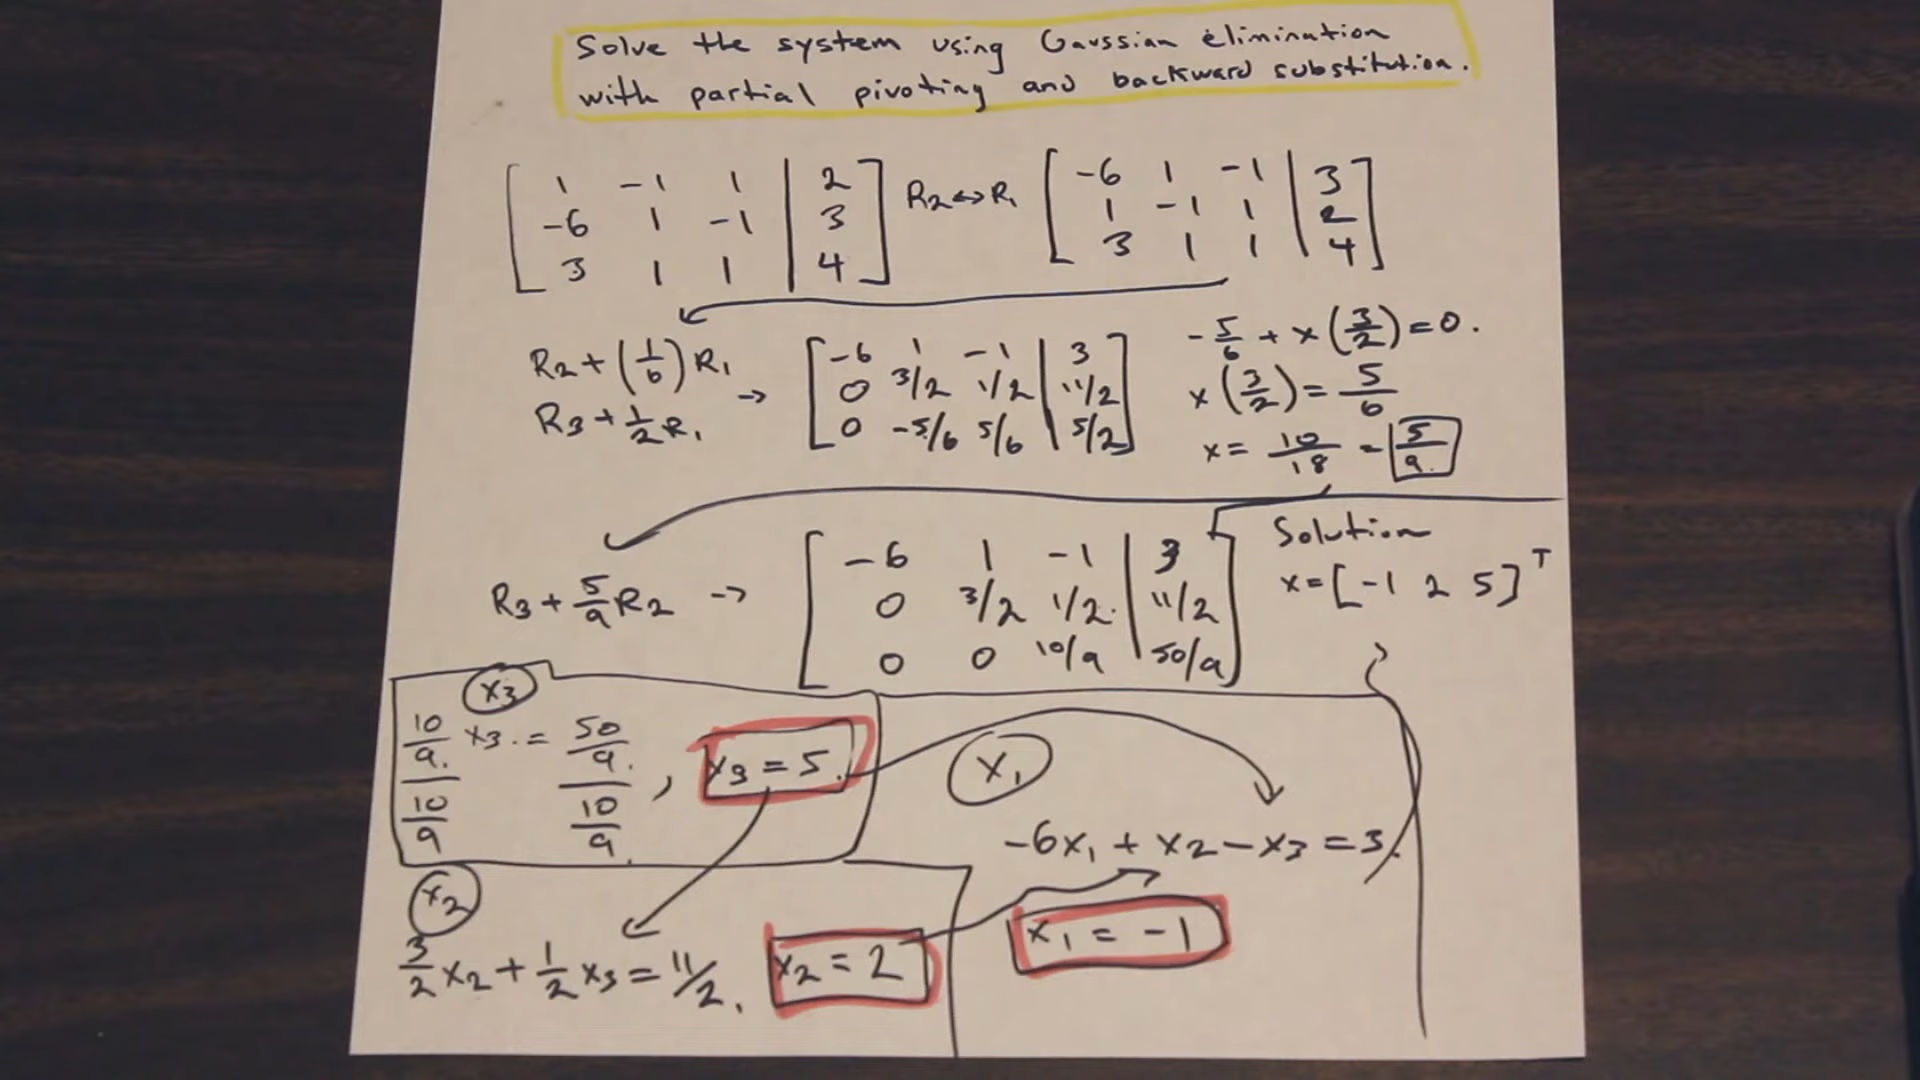 Solve the system using Gaussian elimination
with partial pivoting and backward substitution.
1 -1 1 | 2
-6 1 -1 | 3
3 1 1 | 4
R2 ↔ R1
-6 1 -1 | 3
1 -1 1 | 2
3 1 1 | 4
R2 + (1/6) R1
R3 + 1/2 R1 →
-6 1 -1 | 3
0 3/2 1/2 | 11/2
0 -5/6 5/6 | 5/2
-5/6 + x (3/2) = 0.
x (3/2) = 5/6
x = 10/18 = 5/9.
R3 + 5/9 R2 →
-6 1 -1 | 3
0 3/2 1/2. | 11/2
0 0 10/9 | 50/9
Solution
x = [-1 2 5]ᵀ
x3
10/9. x3. = 50/9.
10/9 10/9.
, x3 = 5.
x2
3/2 x2 + 1/2 x3 = 11/2.
x2 = 2
x1
-6x1 + x2 - x3 = 3.
x1 = -1